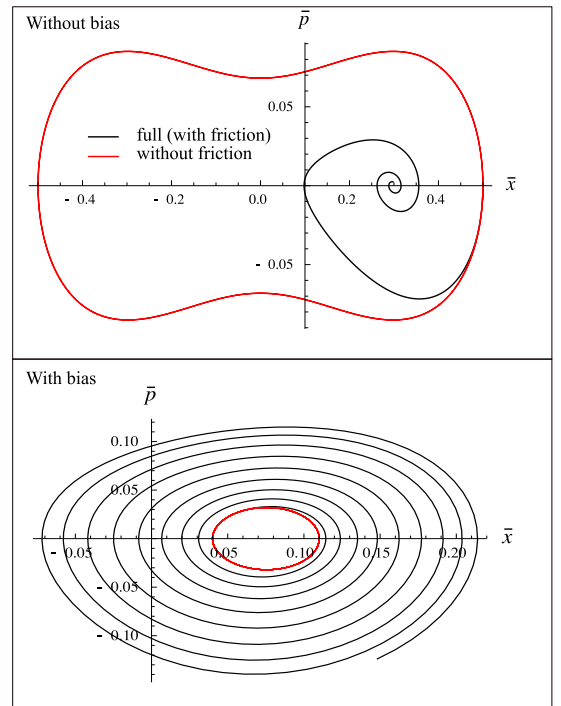 Without bias
p̄
0.05
full (with friction)
without friction
x̄
- 0.4
- 0.2
0.0
0.2
0.4
- 0.05
With bias
p̄
0.10
0.05
x̄
- 0.05
0.05
0.10
0.15
0.20
- 0.05
- 0.10